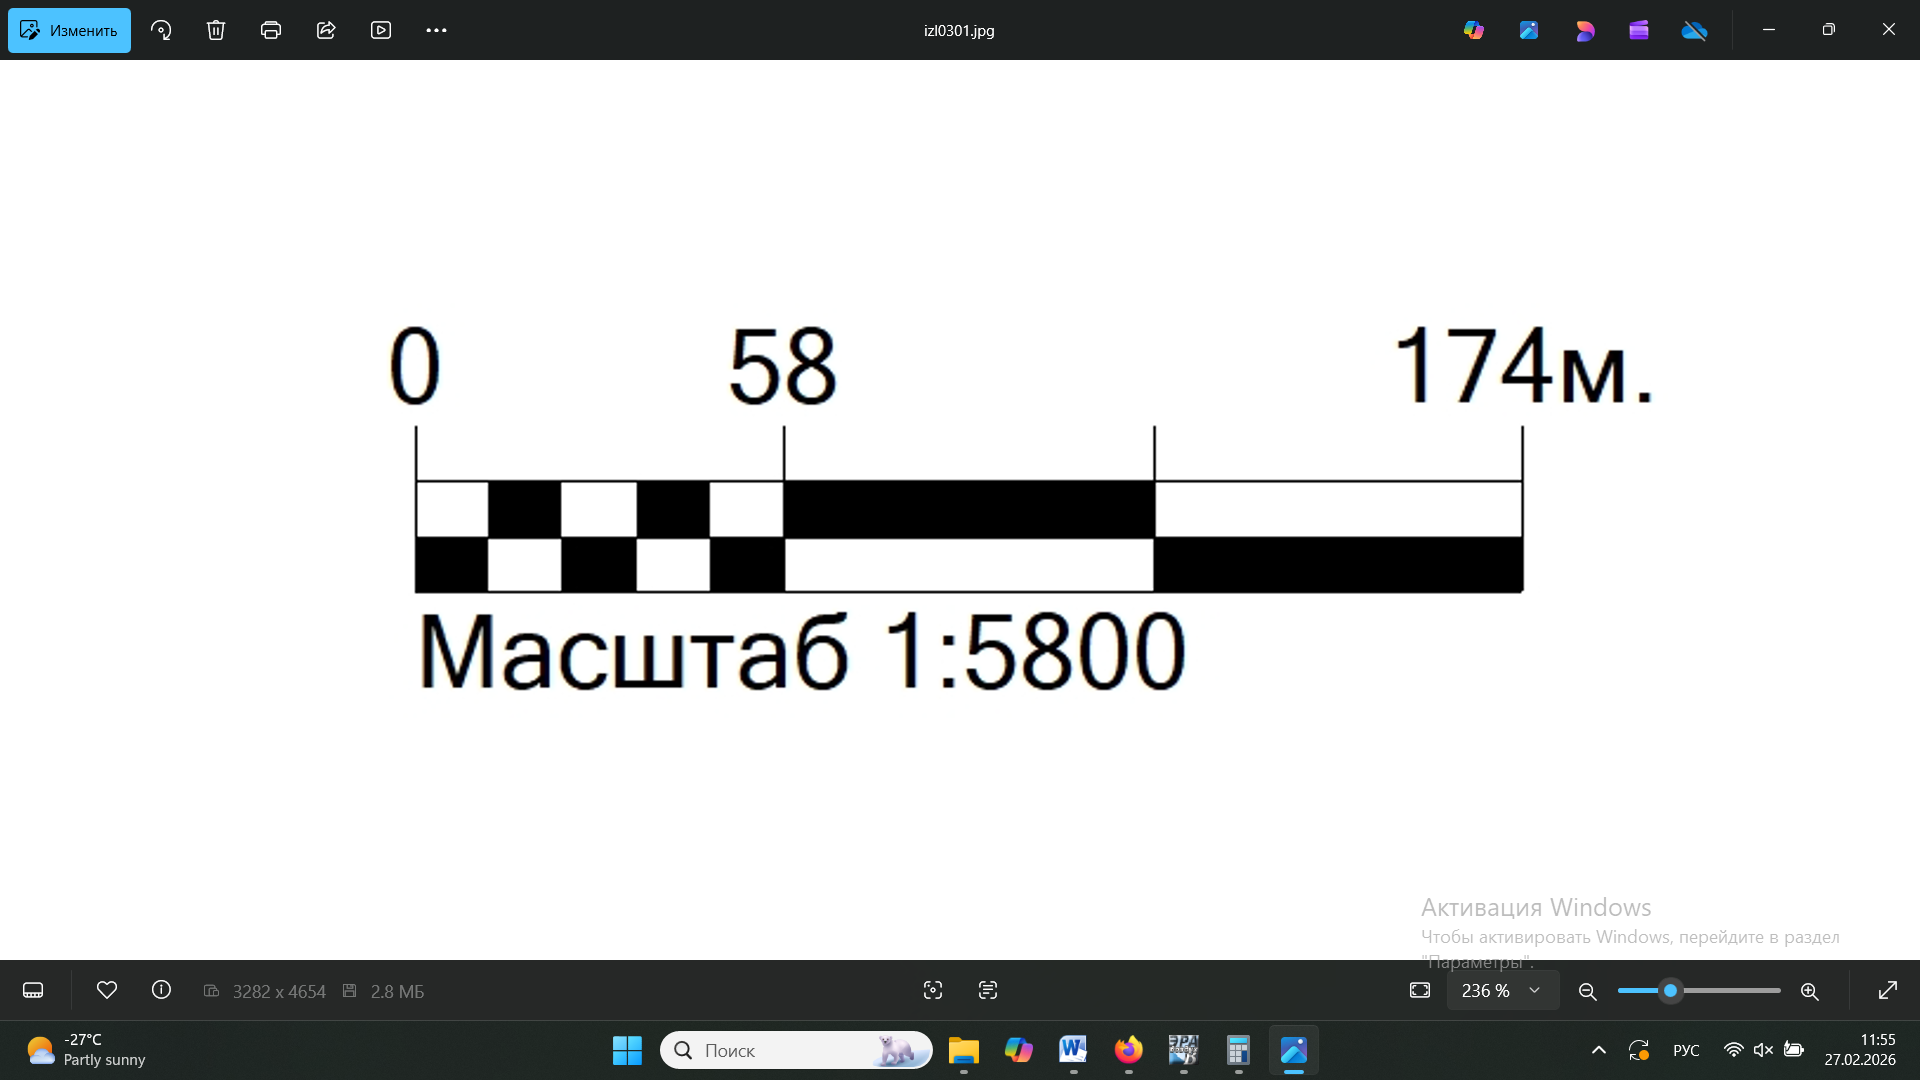 Изменить
izl0301.jpg
0 58 174м.
Масштаб 1:5800
Активация Windows
Чтобы активировать Windows, перейдите в раздел
"Параметры".
3282 x 4654 2.8 МБ 236 %
-27°C
Partly sunny
Поиск
ЭРА
РУС
11:55
27.02.2026